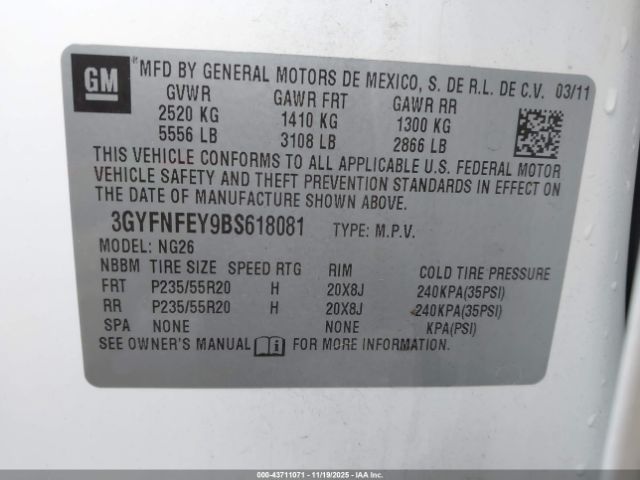 GM
MFD BY GENERAL MOTORS DE MEXICO, S. DE R.L. DE C.V. 03/11
GVWR GAWR FRT GAWR RR
2520 KG 1410 KG 1300 KG
5556 LB 3108 LB 2866 LB
THIS VEHICLE CONFORMS TO ALL APPLICABLE U.S. FEDERAL MOTOR
VEHICLE SAFETY AND THEFT PREVENTION STANDARDS IN EFFECT ON
THE DATE OF MANUFACTURE SHOWN ABOVE.
3GYFNFEY9BS618081 TYPE: M.P.V.
MODEL: NG26
NBBM TIRE SIZE SPEED RTG RIM COLD TIRE PRESSURE
FRT P235/55R20 H 20X8J 240KPA(35PSI)
RR P235/55R20 H 20X8J 240KPA(35PSI)
SPA NONE NONE KPA(PSI)
SEE OWNER'S MANUAL FOR MORE INFORMATION.
000-43711071 - 11/19/2025 - IAAI.COM